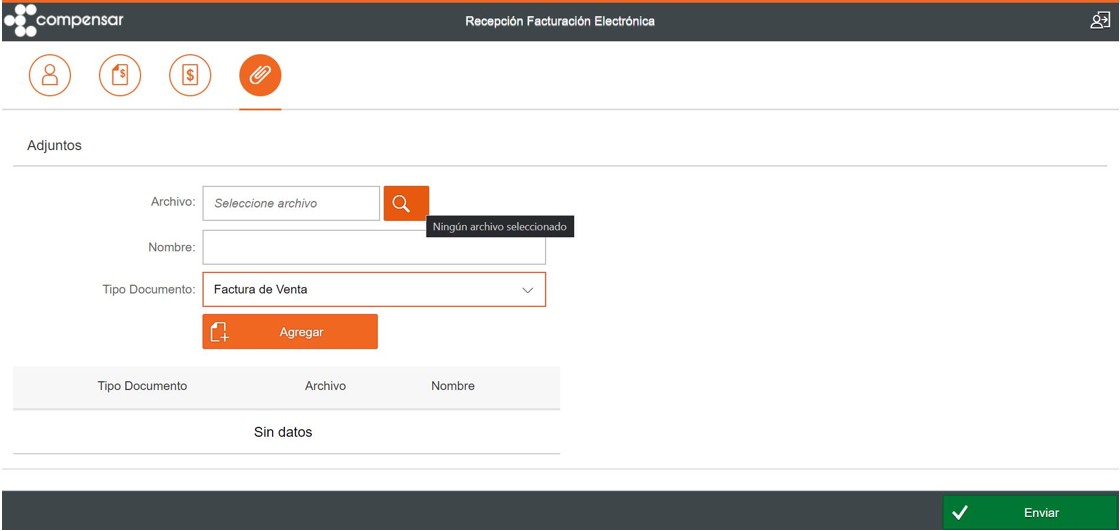 compensar
Recepción Facturación Electrónica
$
$
Adjuntos
Archivo: Seleccione archivo
Ningún archivo seleccionado
Nombre:
Tipo Documento: Factura de Venta
Agregar
Tipo Documento Archivo Nombre
Sin datos
Enviar